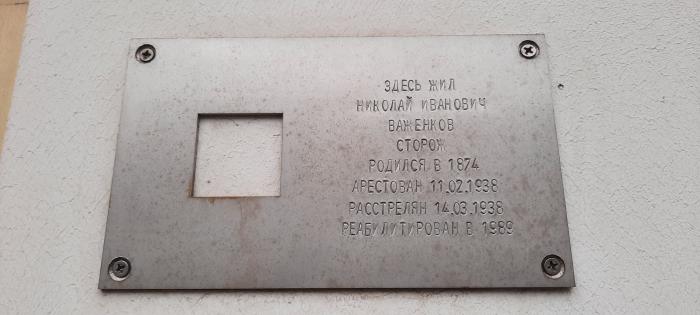 ЗДЕСЬ ЖИЛ
НИКОЛАЙ ИВАНОВИЧ
ВАЖЕНКОВ
СТОРОЖ
РОДИЛСЯ В 1874
АРЕСТОВАН 11.02.1938
РАССТРЕЛЯН 14.03.1938
РЕАБИЛИТИРОВАН В 1989